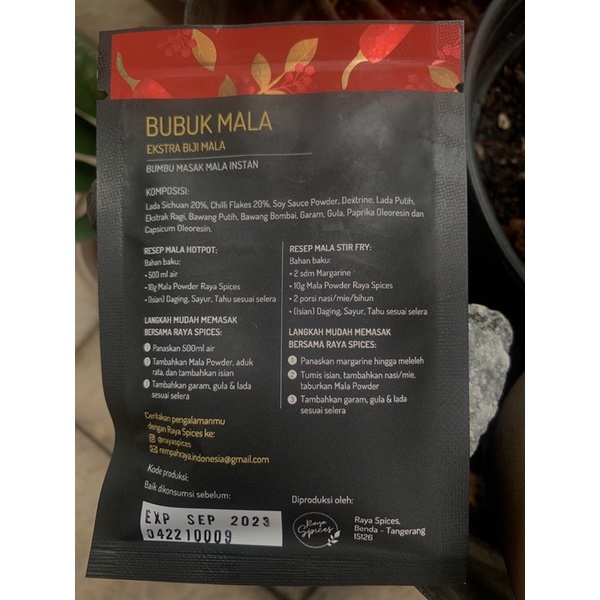 BUBUK MALA
EKSTRA BIJI MALA
BUMBU MASAK MALA INSTAN
KOMPOSISI:
Lada Sichuan 20%, Chilli Flakes 20%, Soy Sauce Powder, Dextrine, Lada Putih,
Ekstrak Ragi, Bawang Putih, Bawang Bombai, Garam, Gula, Paprika Oleoresin dan
Capsicum Oleoresin.
RESEP MALA HOTPOT:
Bahan baku:
• 500 ml air
• 10g Mala Powder Raya Spices
• (Isian) Daging, Sayur, Tahu sesuai selera
LANGKAH MUDAH MEMASAK
BERSAMA RAYA SPICES:
1 Panaskan 500ml air
2 Tambahkan Mala Powder, aduk
rata, dan tambahkan isian
3 Tambahkan garam, gula & lada
sesuai selera
RESEP MALA STIR FRY:
Bahan baku:
• 2 sdm Margarine
• 10g Mala Powder Raya Spices
• 2 porsi nasi/mie/bihun
• (Isian) Daging, Sayur, Tahu sesuai selera
LANGKAH MUDAH MEMASAK
BERSAMA RAYA SPICES:
1 Panaskan margarine hingga meleleh
2 Tumis isian, tambahkan nasi/mie,
taburkan Mala Powder
3 Tambahkan garam, gula & lada
sesuai selera
Ceritakan pengalamanmu
dengan Raya Spices ke:
@rayaspices
rempahraya.indonesia@gmail.com
Kode produksi:
Baik dikonsumsi sebelum:
EXP SEP 2023
042210009
Diproduksi oleh:
Raya
Spices
Raya Spices,
Benda - Tangerang
15126